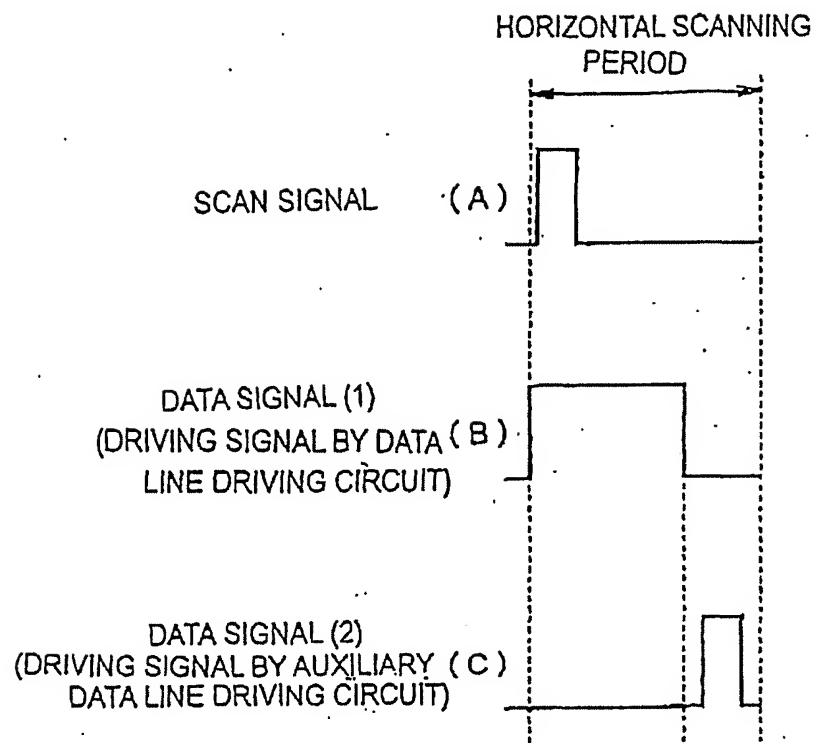 HORIZONTAL SCANNING
PERIOD
SCAN SIGNAL (A)
DATA SIGNAL (1)
(DRIVING SIGNAL BY DATA (B)
LINE DRIVING CIRCUIT)
DATA SIGNAL (2)
(DRIVING SIGNAL BY AUXILIARY (C)
DATA LINE DRIVING CIRCUIT)